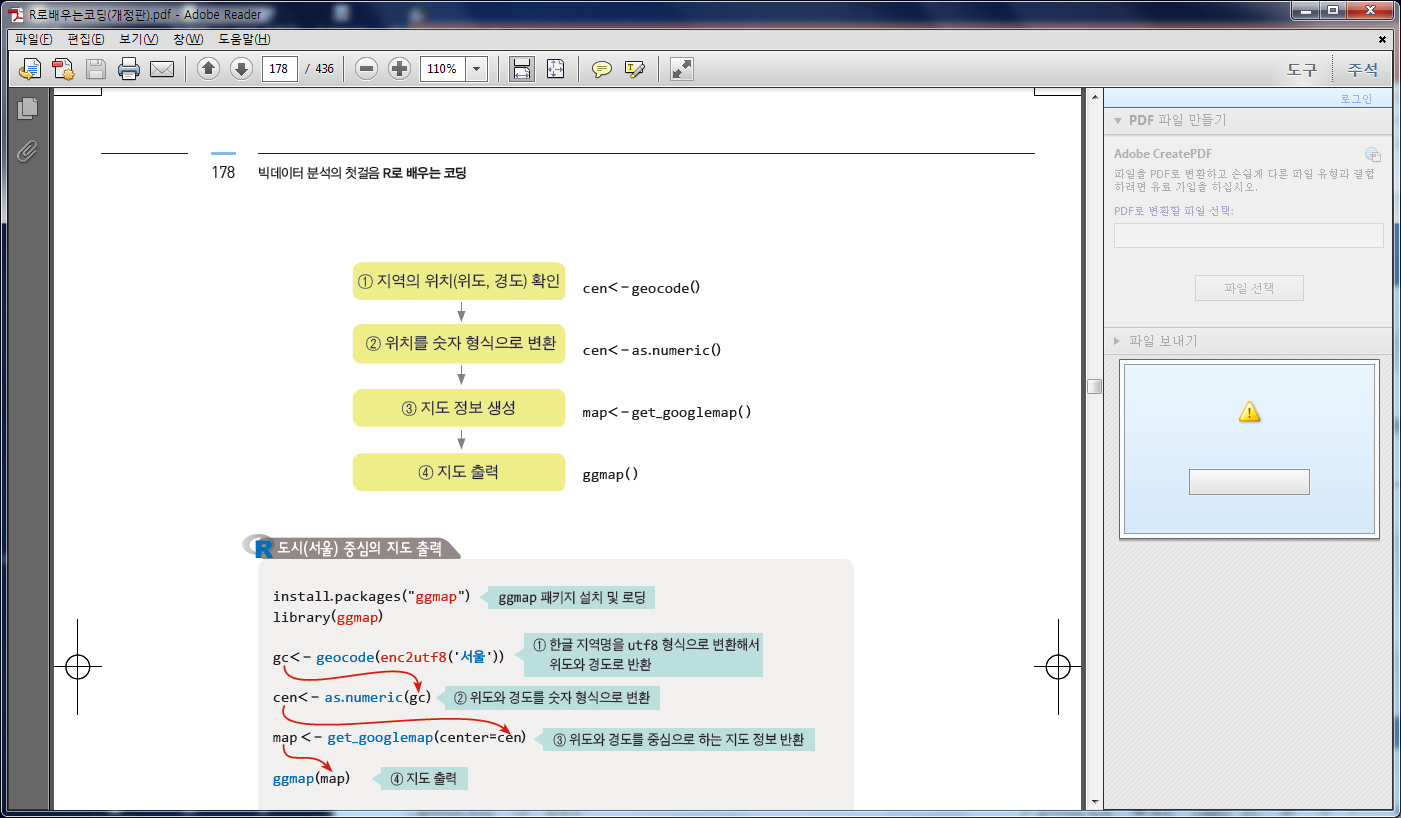 R로배우는코딩(개정판).pdf - Adobe Reader
파일(F) 편집(E) 보기(V) 창(W) 도움말(H)
178 / 436 110% 도구 주석
로그인
PDF 파일 만들기
Adobe CreatePDF
파일을 PDF로 변환하고 손쉽게 다른 파일 유형과 결합
하려면 유료 가입을 하십시오.
PDF로 변환할 파일 선택:
파일 선택
파일 보내기
178 빅데이터 분석의 첫걸음 R로 배우는 코딩
① 지역의 위치(위도, 경도) 확인 cen<-geocode()
② 위치를 숫자 형식으로 변환 cen<-as.numeric()
③ 지도 정보 생성 map<-get_googlemap()
④ 지도 출력 ggmap()
R 도시(서울) 중심의 지도 출력
install.packages("ggmap") ggmap 패키지 설치 및 로딩
library(ggmap)
gc<-geocode(enc2utf8('서울')) ① 한글 지역명을 utf8 형식으로 변환해서
위도와 경도로 반환
cen<-as.numeric(gc) ② 위도와 경도를 숫자 형식으로 변환
map<-get_googlemap(center=cen) ③ 위도와 경도를 중심으로 하는 지도 정보 반환
ggmap(map) ④ 지도 출력